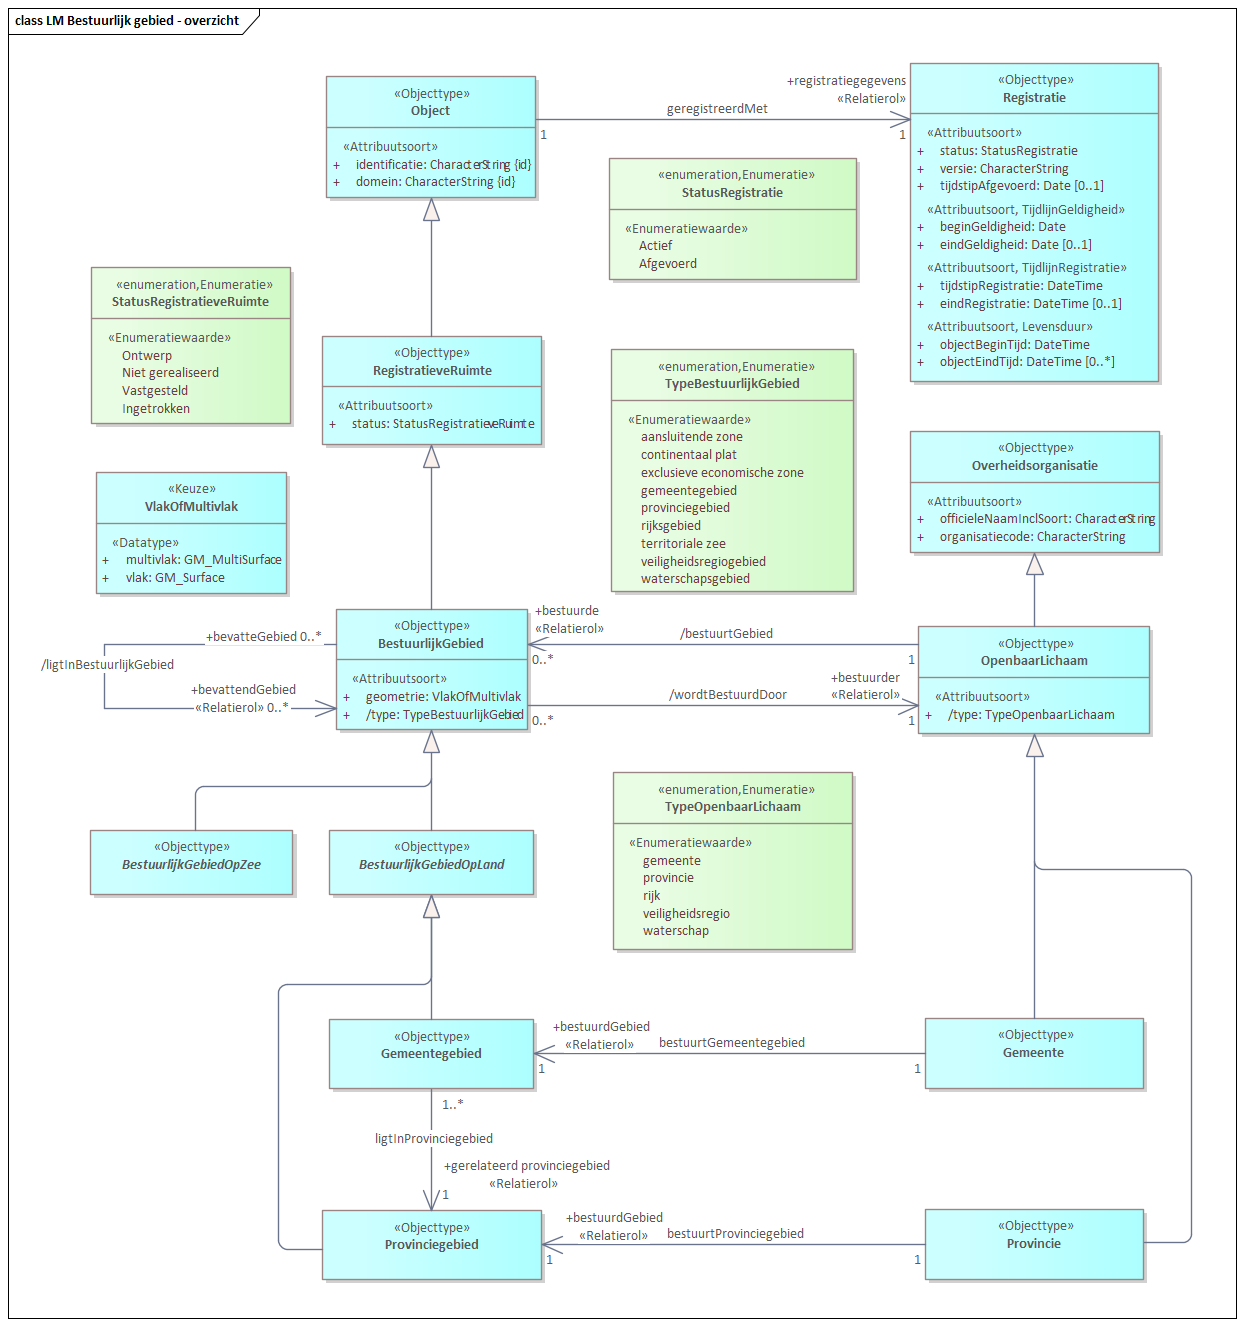 class LM Bestuurlijk gebied - overzicht
«Objecttype»
Object
«Attribuutsoort»
+ identificatie: CharacterString {id}
+ domein: CharacterString {id}
geregistreerdMet
+registratiegegevens
«Relatierol»
1
1
«Objecttype»
Registratie
«Attribuutsoort»
+ status: StatusRegistratie
+ versie: CharacterString
+ tijdstipAfgevoerd: Date [0..1]
«Attribuutsoort, TijdlijnGeldigheid»
+ beginGeldigheid: Date
+ eindGeldigheid: Date [0..1]
«Attribuutsoort, TijdlijnRegistratie»
+ tijdstipRegistratie: DateTime
+ eindRegistratie: DateTime [0..1]
«Attribuutsoort, Levensduur»
+ objectBeginTijd: DateTime
+ objectEindTijd: DateTime [0..*]
«enumeration,Enumeratie»
StatusRegistratie
«Enumeratiewaarde»
Actief
Afgevoerd
«enumeration,Enumeratie»
StatusRegistratieveRuimte
«Enumeratiewaarde»
Ontwerp
Niet gerealiseerd
Vastgesteld
Ingetrokken
«Objecttype»
RegistratieveRuimte
«Attribuutsoort»
+ status: StatusRegistratieveRuimte
«enumeration,Enumeratie»
TypeBestuurlijkGebied
«Enumeratiewaarde»
aansluitende zone
continentaal plat
exclusieve economische zone
gemeentegebied
provinciegebied
rijksgebied
territoriale zee
veiligheidsregiogebied
waterschapsgebied
«Objecttype»
Overheidsorganisatie
«Attribuutsoort»
+ officieleNaamInclSoort: CharacterString
+ organisatiecode: CharacterString
«Keuze»
VlakOfMultivlak
«Datatype»
+ multivlak: GM_MultiSurface
+ vlak: GM_Surface
«Objecttype»
BestuurlijkGebied
«Attribuutsoort»
+ geometrie: VlakOfMultivlak
+ /type: TypeBestuurlijkGebied
+bevatteGebied 0..*
/ligtInBestuurlijkGebied
+bevattendGebied
«Relatierol» 0..*
+bestuurde
«Relatierol»
/bestuurtGebied
0..*
1
/wordtBestuurdDoor
+bestuurder
«Relatierol»
0..*
1
«Objecttype»
OpenbaarLichaam
«Attribuutsoort»
+ /type: TypeOpenbaarLichaam
«enumeration,Enumeratie»
TypeOpenbaarLichaam
«Enumeratiewaarde»
gemeente
provincie
rijk
veiligheidsregio
waterschap
«Objecttype»
BestuurlijkGebiedOpZee
«Objecttype»
BestuurlijkGebiedOpLand
«Objecttype»
Gemeentegebied
+bestuurdGebied
«Relatierol»
bestuurtGemeentegebied
1
1
«Objecttype»
Gemeente
1..*
ligtInProvinciegebied
+gerelateerd provinciegebied
«Relatierol»
1
«Objecttype»
Provinciegebied
+bestuurdGebied
«Relatierol»
bestuurtProvinciegebied
1
1
«Objecttype»
Provincie